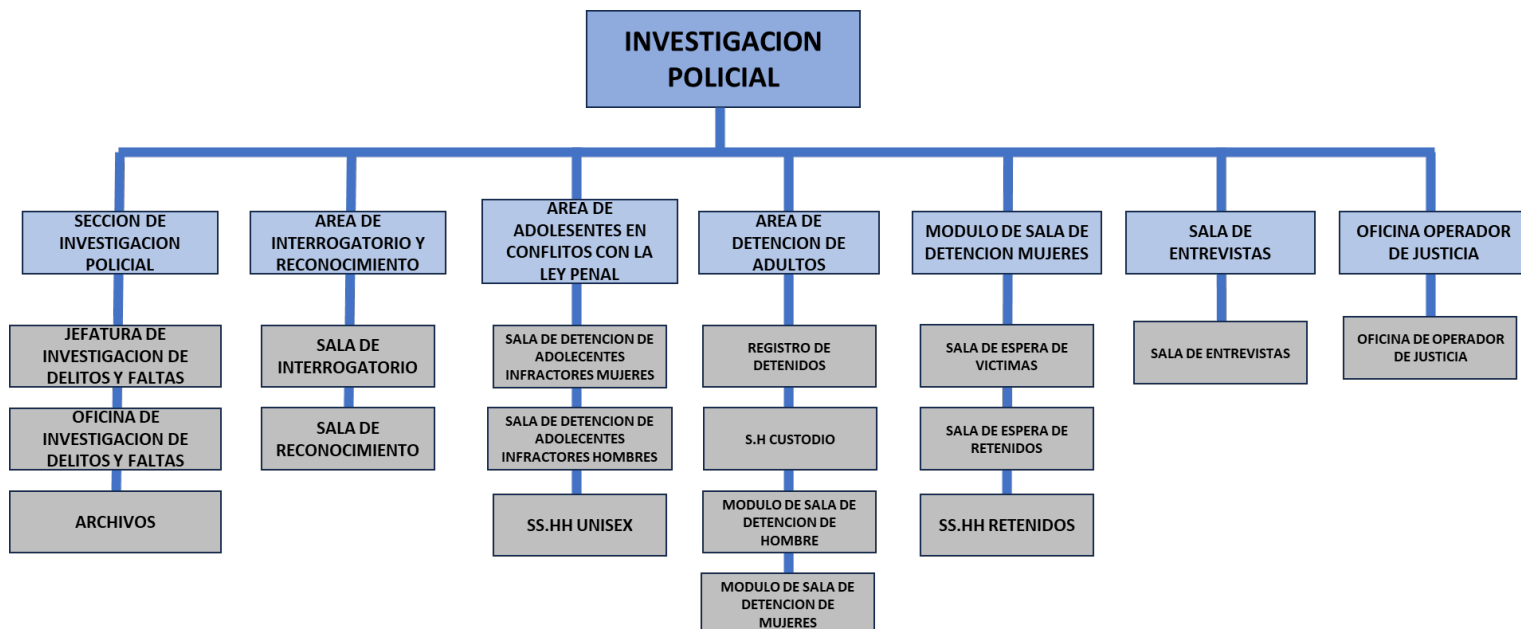 INVESTIGACION
POLICIAL
SECCION DE
INVESTIGACION
POLICIAL
AREA DE
INTERROGATORIO Y
RECONOCIMIENTO
AREA DE
ADOLESENTES EN
CONFLITOS CON LA
LEY PENAL
AREA DE
DETENCION DE
ADULTOS
MODULO DE SALA DE
DETENCION MUJERES
SALA DE
ENTREVISTAS
OFICINA OPERADOR
DE JUSTICIA
JEFATURA DE
INVESTIGACION DE
DELITOS Y FALTAS
SALA DE
INTERROGATORIO
SALA DE DETENCION DE
ADOLECENTES
INFRACTORES MUJERES
REGISTRO DE
DETENIDOS
SALA DE ESPERA DE
VICTIMAS
SALA DE ENTREVISTAS
OFICINA DE OPERADOR
DE JUSTICIA
OFICINA DE
INVESTIGACION DE
DELITOS Y FALTAS
SALA DE
RECONOCIMIENTO
SALA DE DETENCION DE
ADOLECENTES
INFRACTORES HOMBRES
S.H CUSTODIO
SALA DE ESPERA DE
RETENIDOS
ARCHIVOS
SS.HH UNISEX
MODULO DE SALA DE
DETENCION DE
HOMBRE
SS.HH RETENIDOS
MODULO DE SALA DE
DETENCION DE
MUJERES